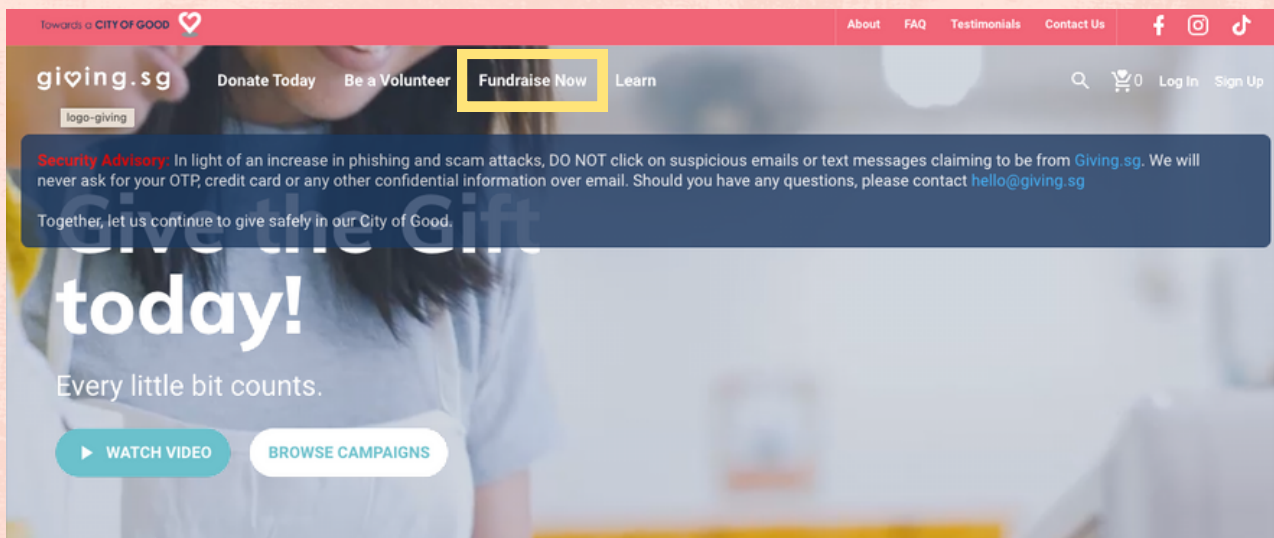 Towards a CITY OF GOOD
About FAQ Testimonials Contact Us
giving.sg Donate Today Be a Volunteer Fundraise Now Learn 0 Log In Sign Up
logo-giving
Security Advisory: In light of an increase in phishing and scam attacks, DO NOT click on suspicious emails or text messages claiming to be from Giving.sg. We will
never ask for your OTP, credit card or any other confidential information over email. Should you have any questions, please contact hello@giving.sg
Together, let us continue to give safely in our City of Good.
Give the Gift
today!
Every little bit counts.
WATCH VIDEO BROWSE CAMPAIGNS